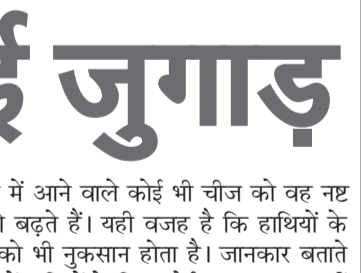 ई जुगाड़
में आने वाले कोई भी चीज को वह नष्ट
बढ़ते हैं। यही वजह है कि हाथियों के
को भी नुकसान होता है। जानकार बताते